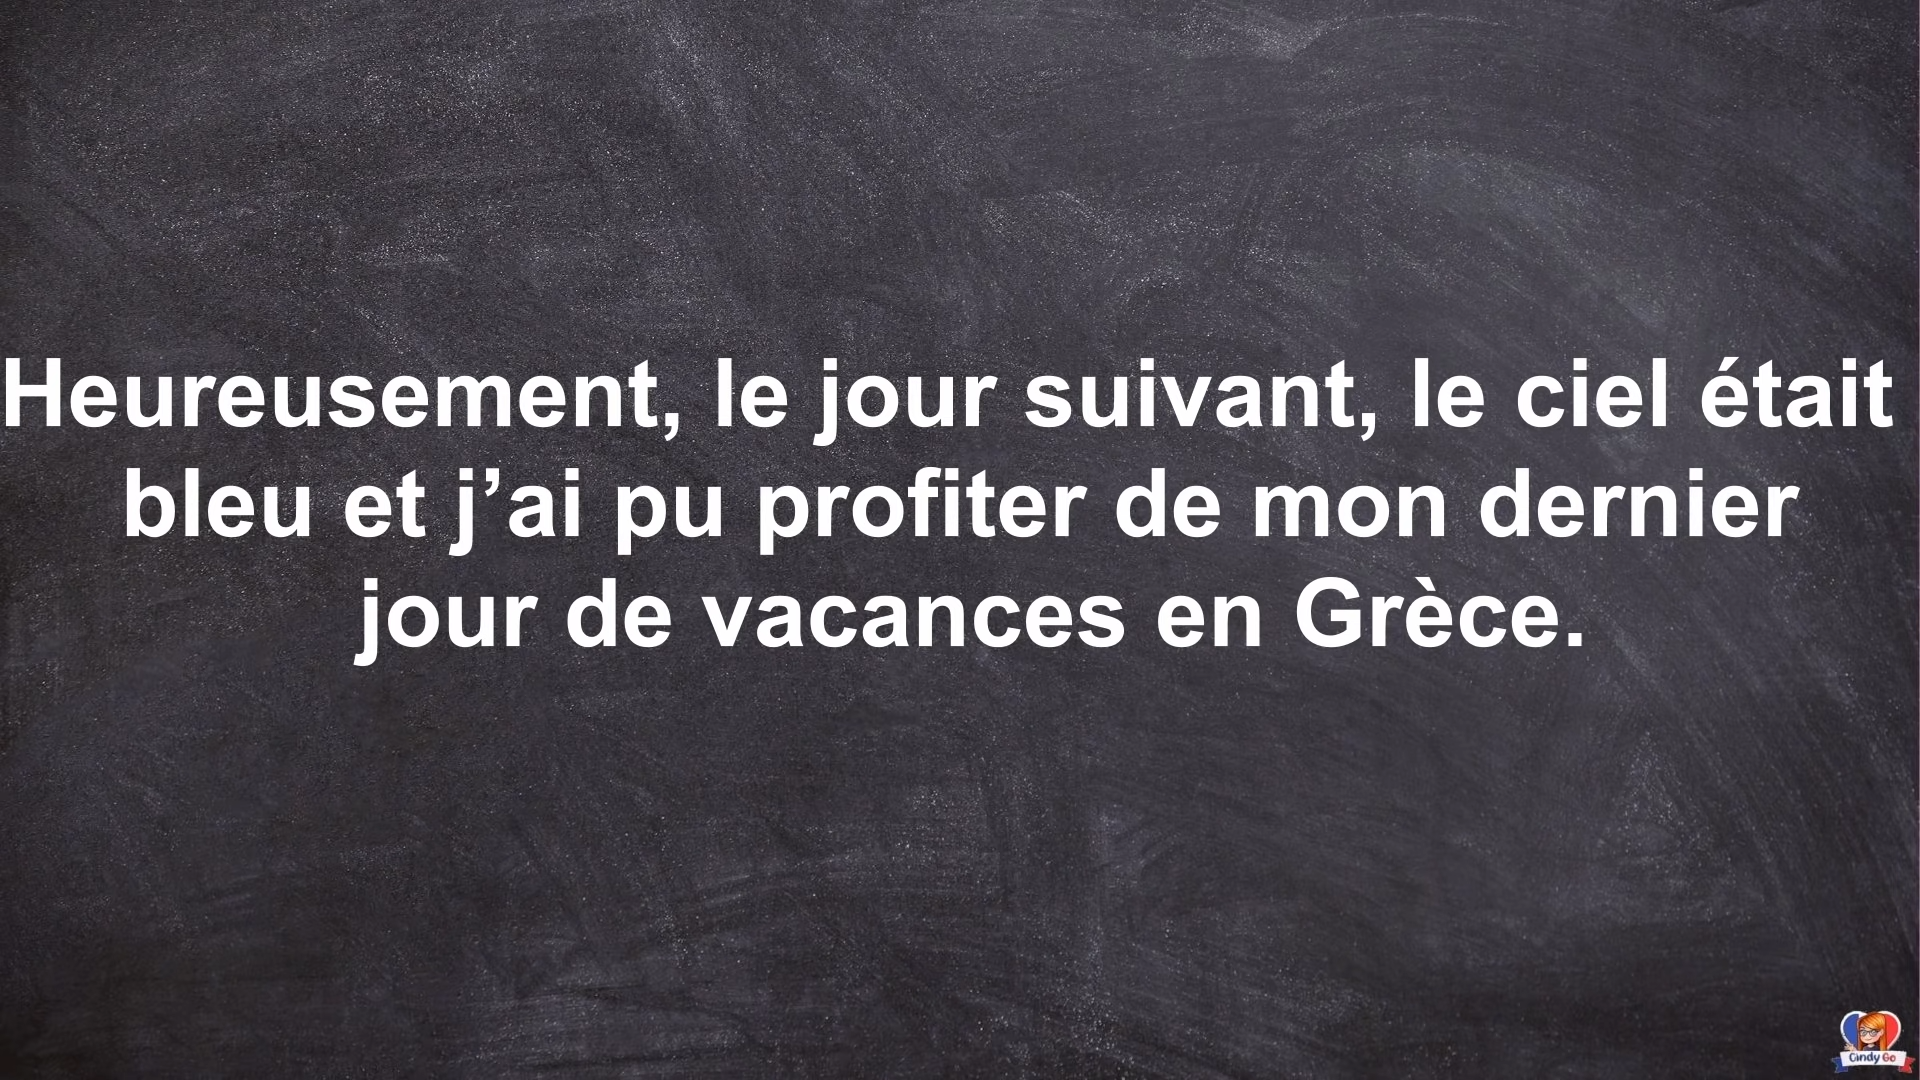 Heureusement, le jour suivant, le ciel était
bleu et j’ai pu profiter de mon dernier
jour de vacances en Grèce.
Cindy Go